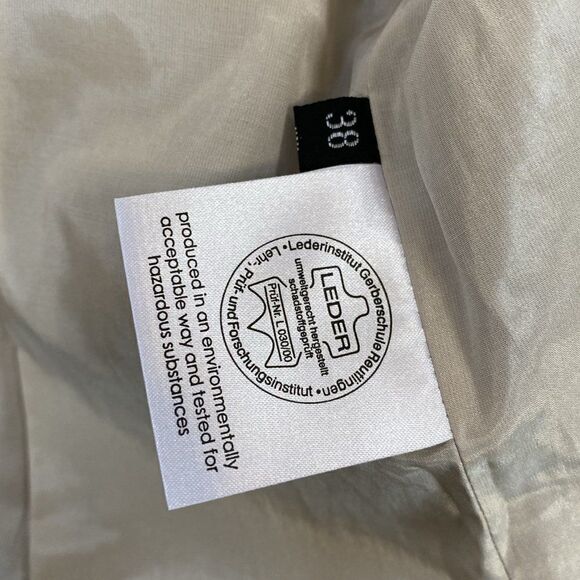 38
• Lederinstitut Gerberschule Reutlingen •
Lehr-, Prüf- und Forschungsinstitut
LEDER
umweltgerecht hergestellt
schadstoffgeprüft
Prüf-Nr. L 030/00
produced in an environmentally
acceptable way and tested for
hazardous substances